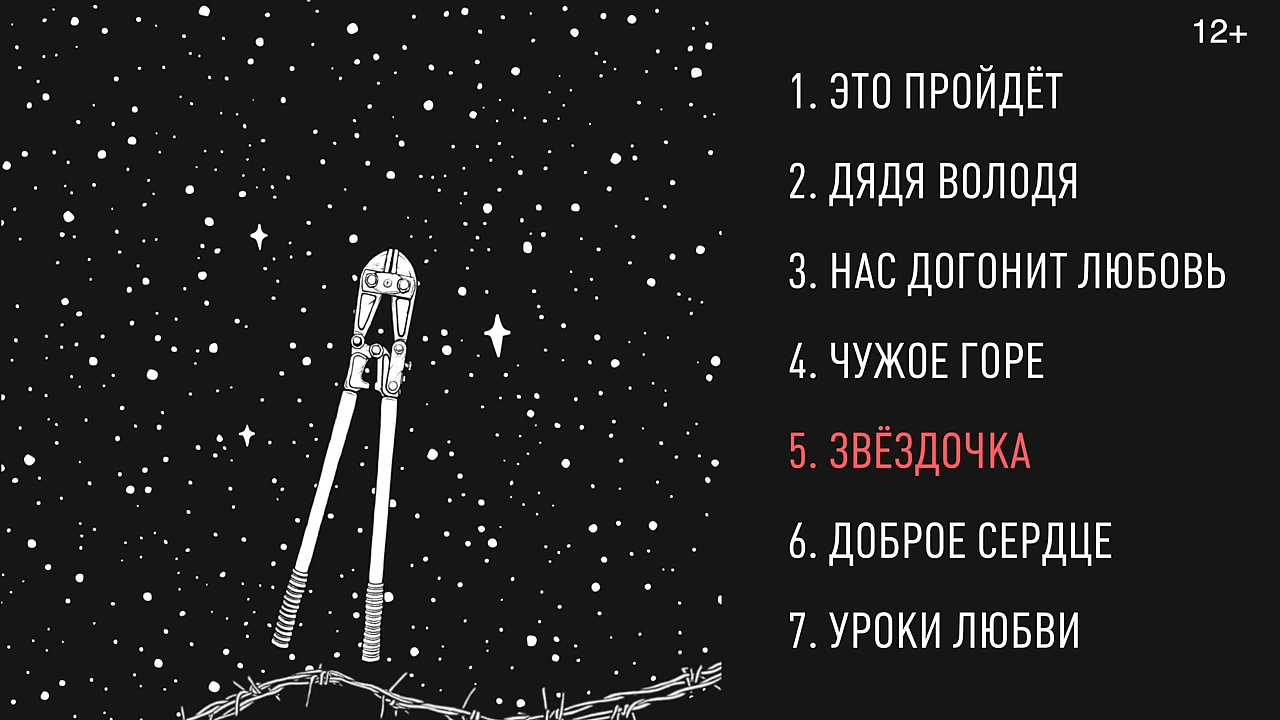 12+
1. ЭТО ПРОЙДЁТ
2. ДЯДЯ ВОЛОДЯ
3. НАС ДОГОНИТ ЛЮБОВЬ
4. ЧУЖОЕ ГОРЕ
5. ЗВЁЗДОЧКА
6. ДОБРОЕ СЕРДЦЕ
7. УРОКИ ЛЮБВИ